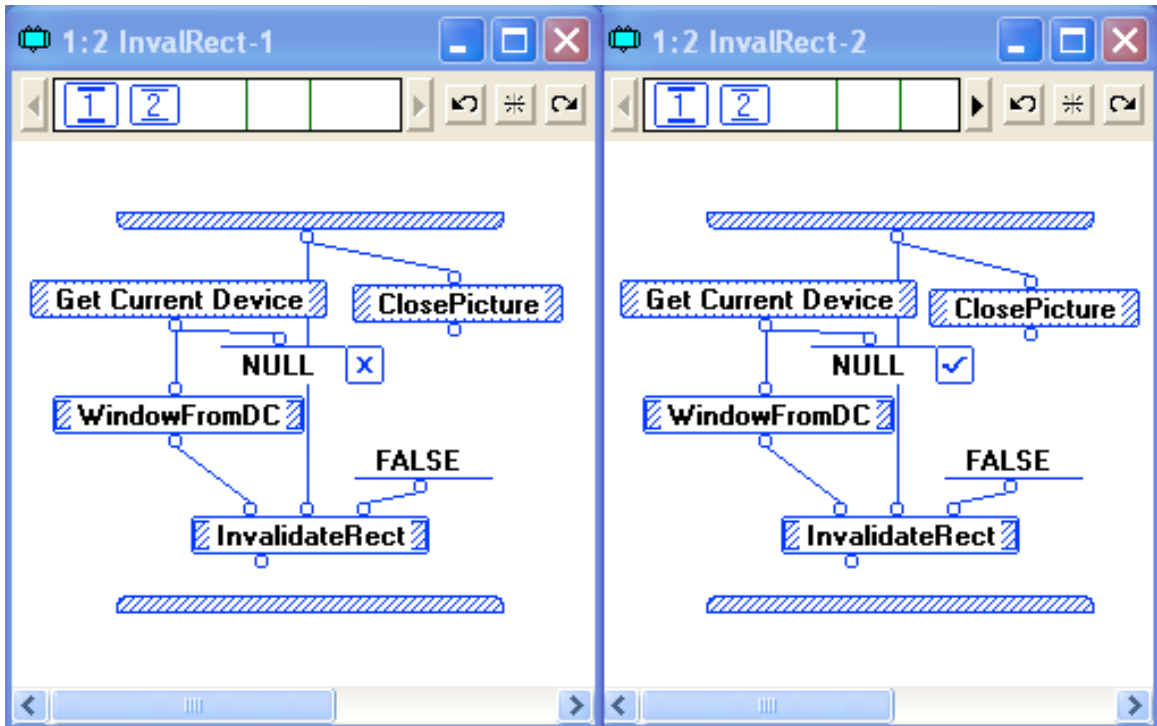 1:2 InvalRect-1
1 2
Get Current Device
ClosePicture
NULL x
WindowFromDC
FALSE
InvalidateRect
1:2 InvalRect-2
1 2
Get Current Device
ClosePicture
NULL
WindowFromDC
FALSE
InvalidateRect